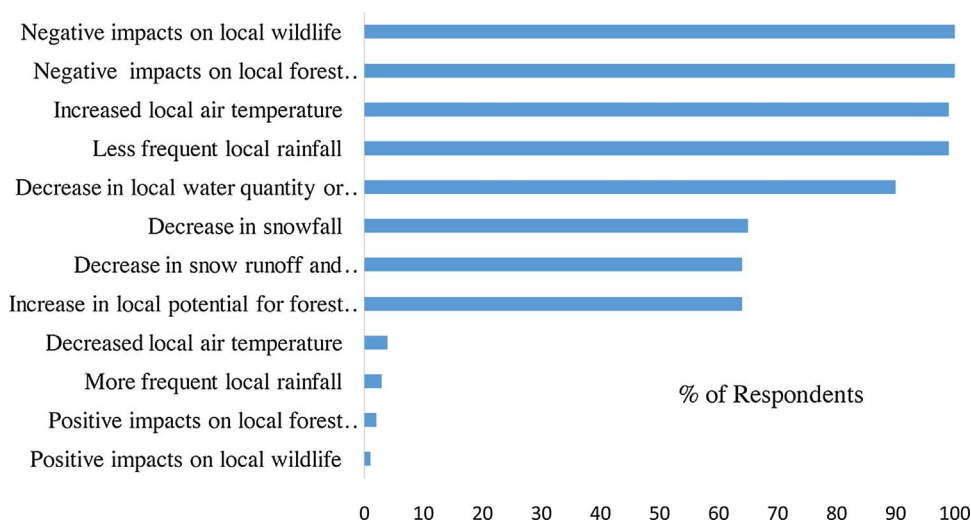 Negative impacts on local wildlife
Negative impacts on local forest..
Increased local air temperature
Less frequent local rainfall
Decrease in local water quantity or..
Decrease in snowfall
Decrease in snow runoff and..
Increase in local potential for forest..
Decreased local air temperature
More frequent local rainfall
Positive impacts on local forest..
Positive impacts on local wildlife
% of Respondents
0 10 20 30 40 50 60 70 80 90 100